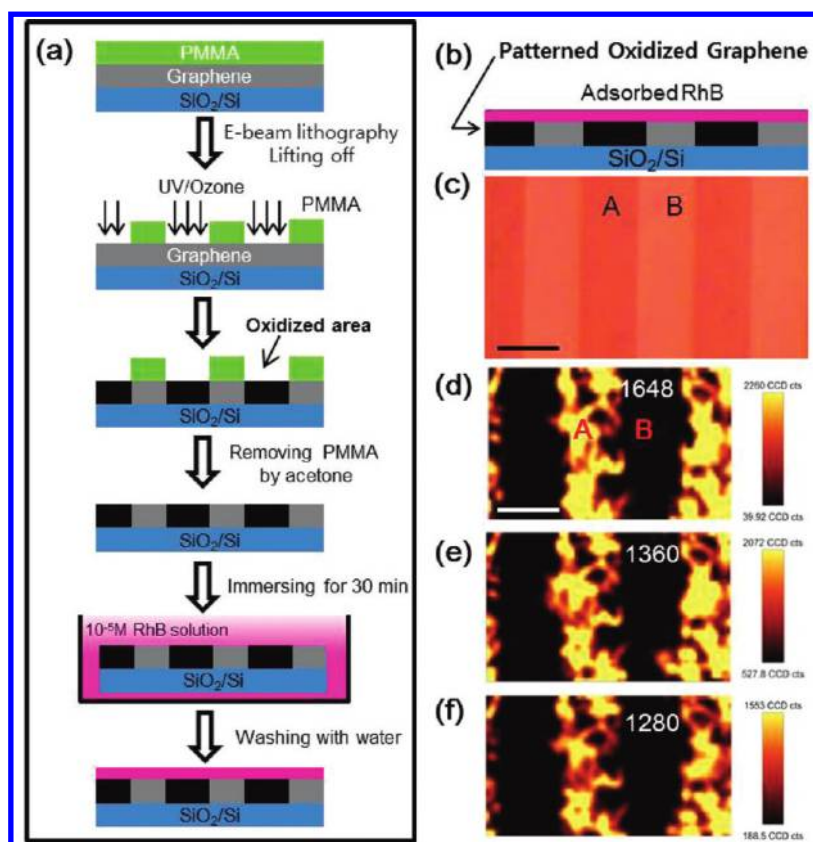 (a)
PMMA
Graphene
SiO₂/Si
E-beam lithography
Lifting off
UV/Ozone
PMMA
Graphene
SiO₂/Si
Oxidized area
SiO₂/Si
Removing PMMA
by acetone
SiO₂/Si
Immersing for 30 min
10⁻⁵M RhB solution
SiO₂/Si
Washing with water
SiO₂/Si
(b) Patterned Oxidized Graphene
Adsorbed RhB
SiO₂/Si
(c)
A B
(d)
1648
A B
2260 CCD cts
39.92 CCD cts
(e)
1360
2072 CCD cts
527.8 CCD cts
(f)
1280
1553 CCD cts
188.5 CCD cts